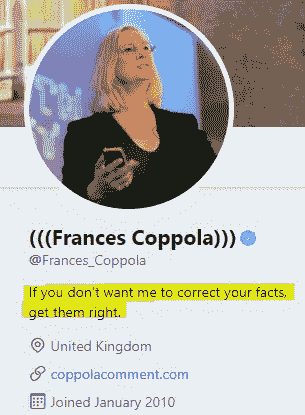 (((Frances Coppola)))
@Frances_Coppola
If you don't want me to correct your facts,
get them right.
United Kingdom
coppolacomment.com
Joined January 2010